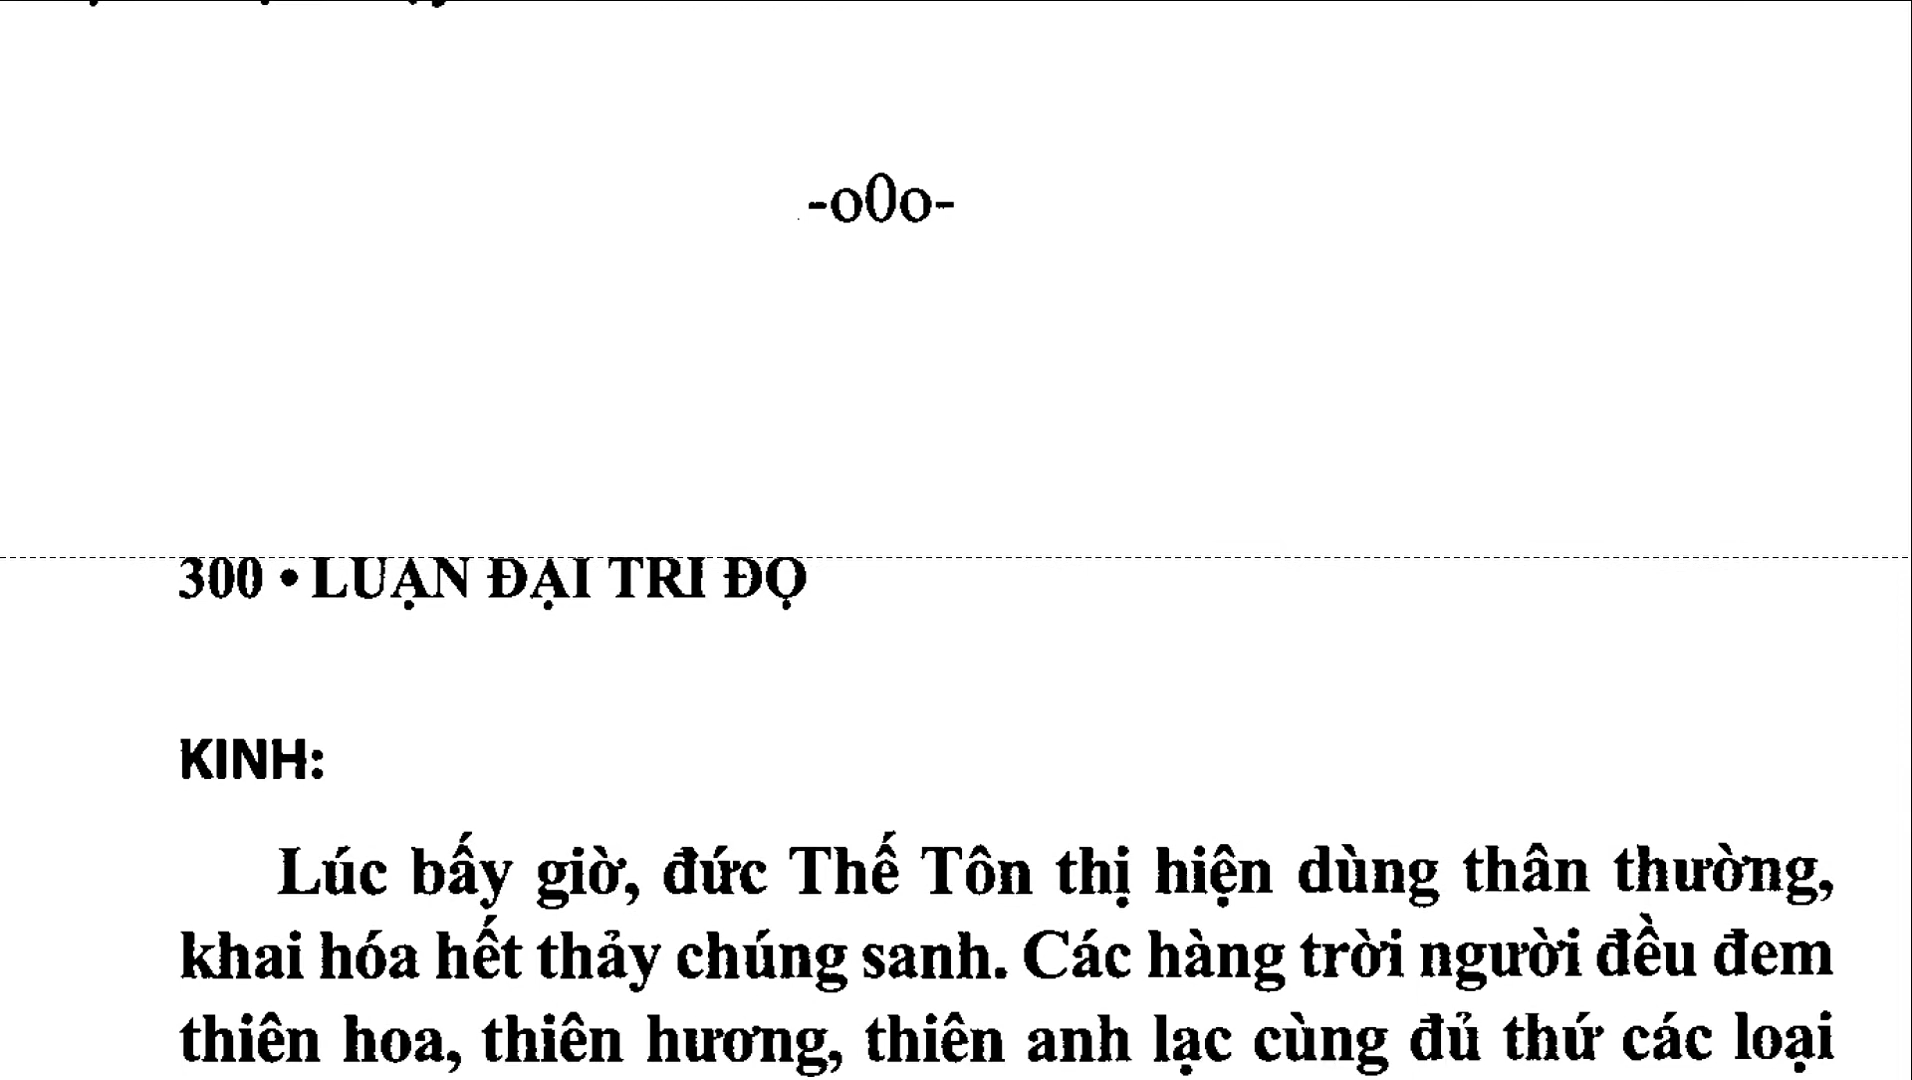 -o0o-
300 • LUẬN ĐẠI TRÍ ĐỘ
KINH:
Lúc bấy giờ, đức Thế Tôn thị hiện dùng thân thường,
khai hóa hết thảy chúng sanh. Các hàng trời người đều đem
thiên hoa, thiên hương, thiên anh lạc cùng đủ thứ các loại